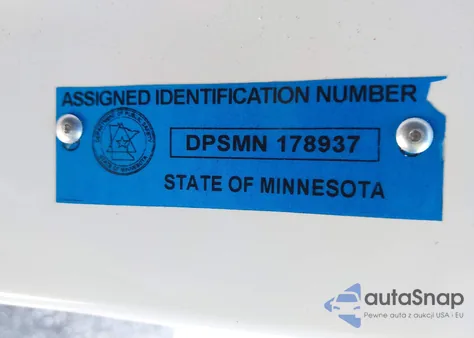 ASSIGNED IDENTIFICATION NUMBER
DPSMN 178937
STATE OF MINNESOTA
autaSnap
Pewne auta z aukcji USA - EU